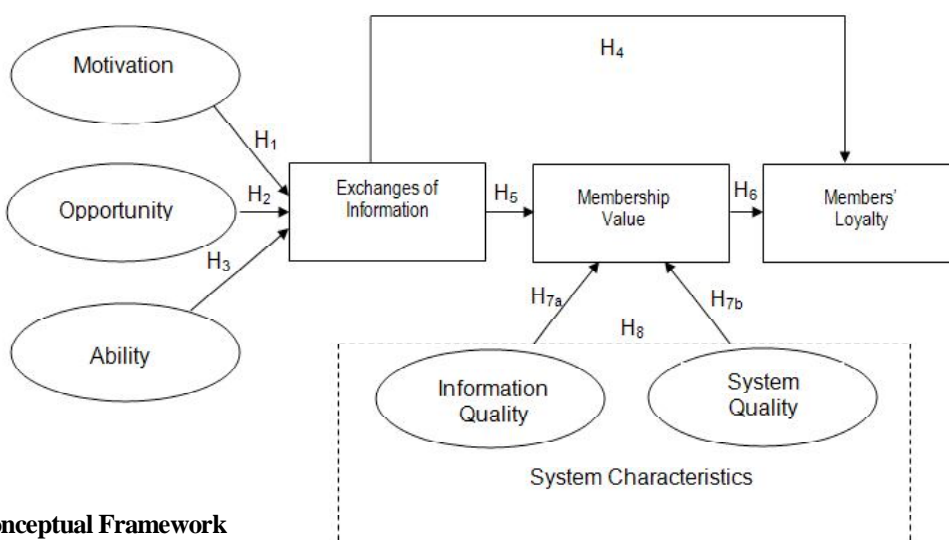 Motivation
H4
H1
Exchanges of
Information
H2
Opportunity
H5
Membership
Value
H6
Members'
Loyalty
H3
Ability
H7a
H8
H7b
Information
Quality
System
Quality
System Characteristics
onceptual Framework